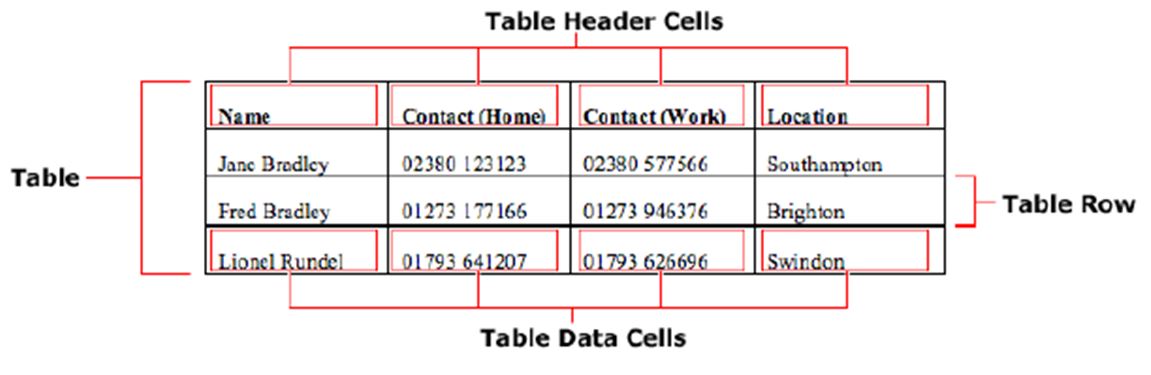 Table Header Cells
Name Contact (Home) Contact (Work) Location
Jane Bradley 02380 123123 02380 577566 Southampton
Table
Fred Bradley 01273 177166 01273 946376 Brighton
Table Row
Lionel Rundel 01793 641207 01793 626696 Swindon
Table Data Cells